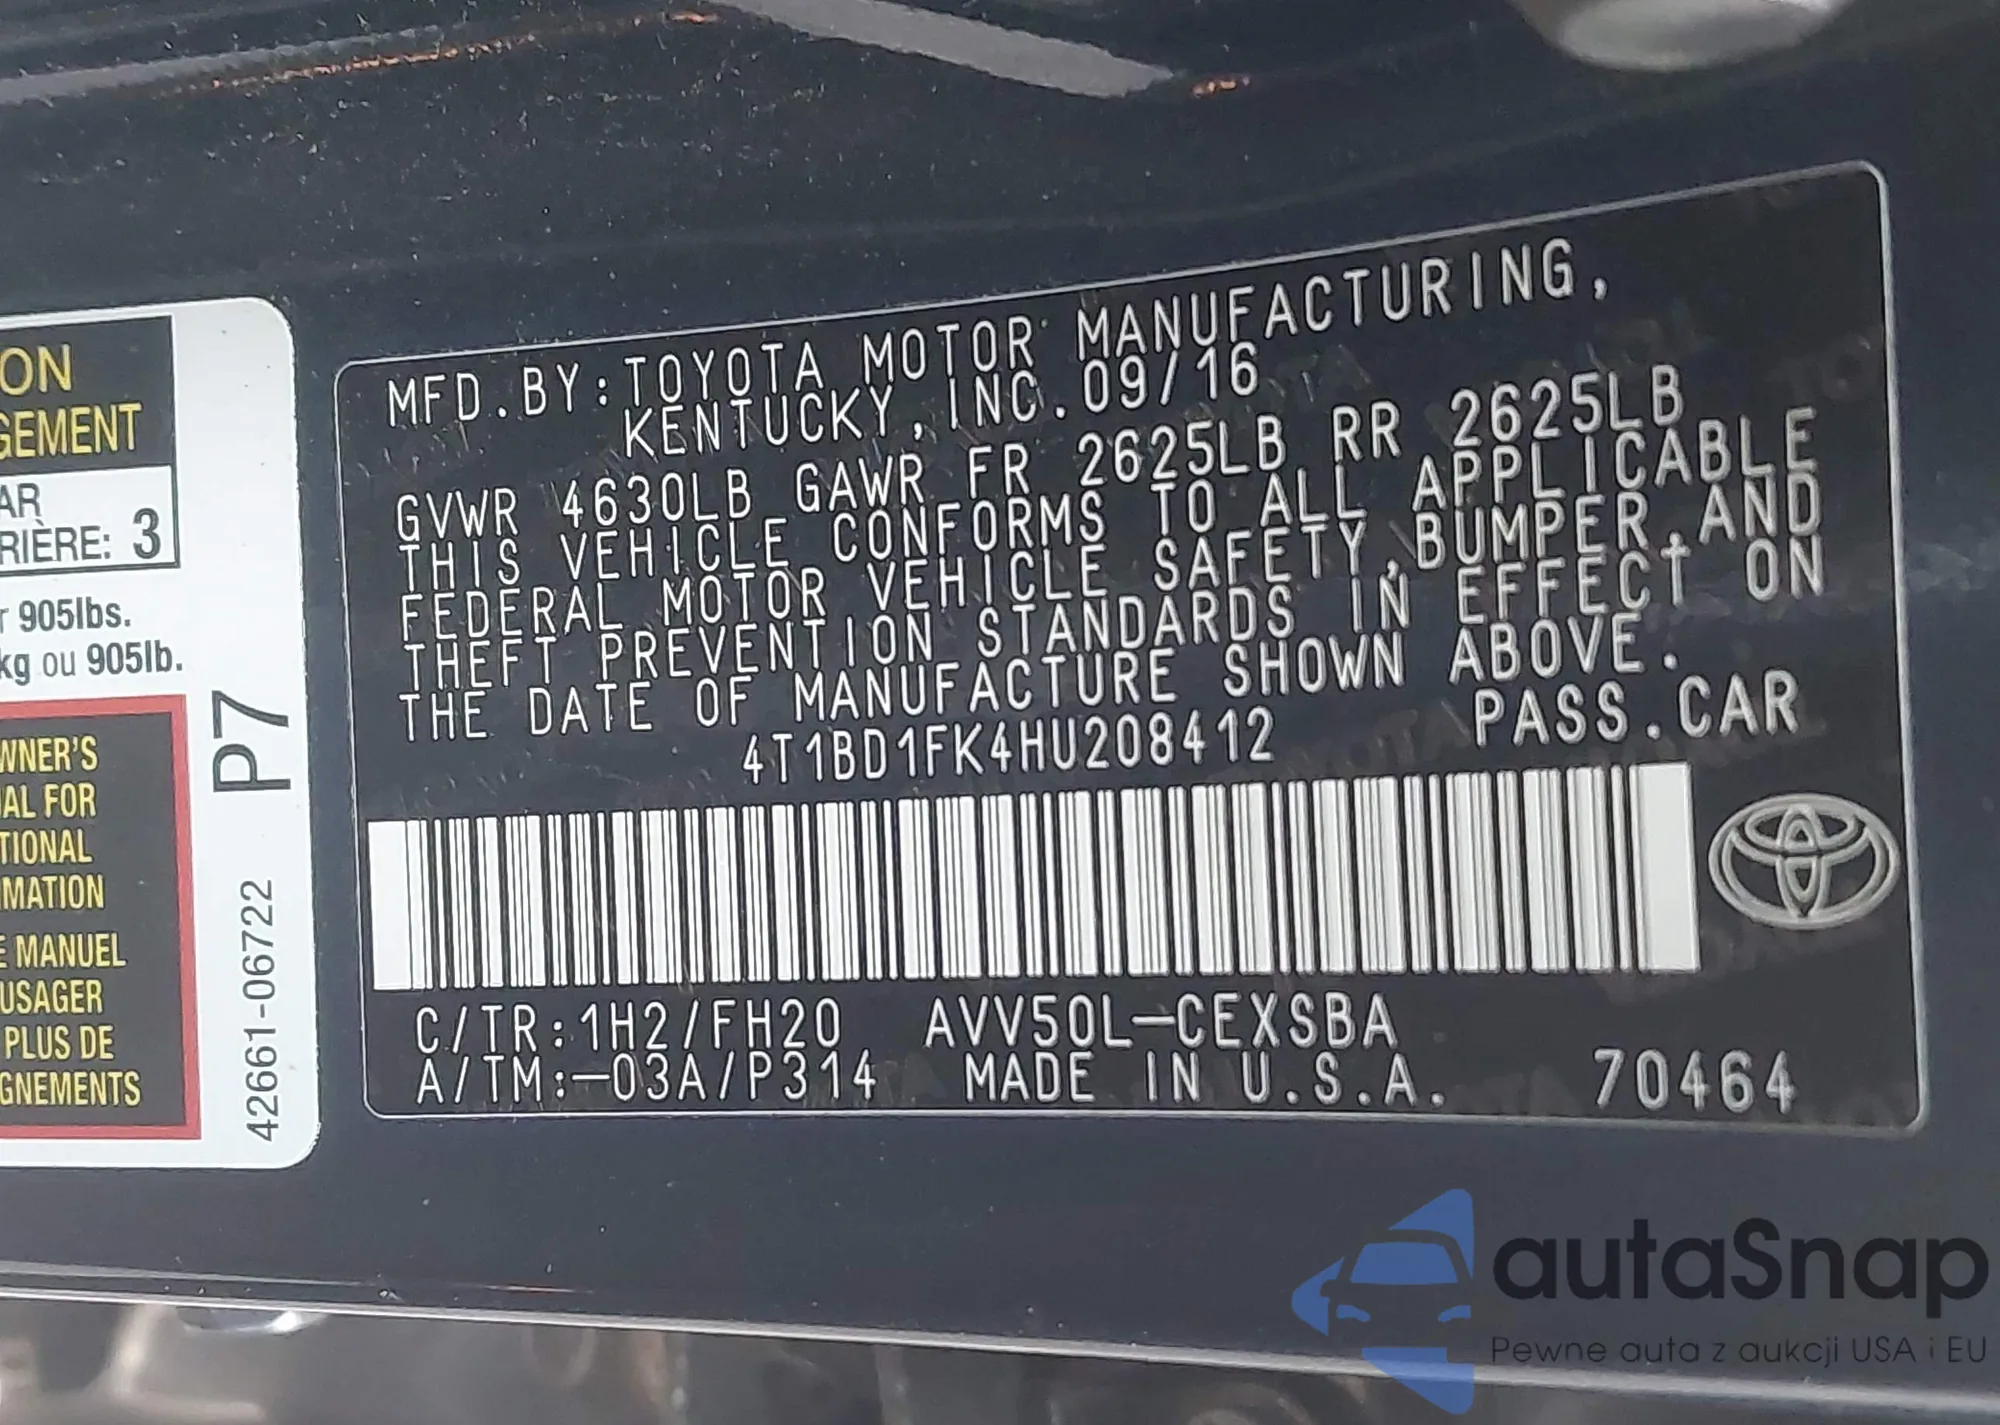 ON
GEMENT
AR
RIÈRE: 3
r 905lbs.
kg ou 905lb.
WNER'S
AL FOR
TIONAL
RMATION
E MANUEL
USAGER
PLUS DE
GNEMENTS
P7
42661-06722
MFD.BY:TOYOTA MOTOR MANUFACTURING,
KENTUCKY, INC.09/16
GVWR 4630LB GAWR FR 2625LB RR 2625LB
THIS VEHICLE CONFORMS TO ALL APPLICABLE
FEDERAL MOTOR VEHICLE SAFETY,BUMPER,AND
THEFT PREVENTION STANDARDS IN EFFECT ON
THE DATE OF MANUFACTURE SHOWN ABOVE.
4T1BD1FK4HU208412 PASS.CAR
C/TR:1H2/FH20 AVV50L-CEXSBA
A/TM:-03A/P314 MADE IN U.S.A. 70464
autaSnap
Pewne auta z aukcji USA i EU